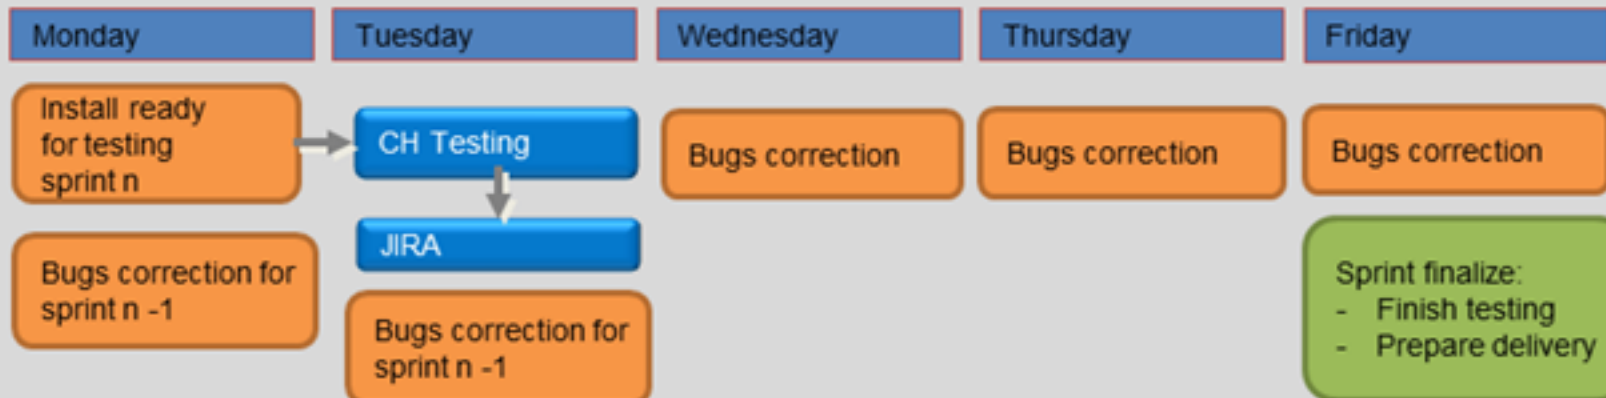 Monday
Tuesday
Wednesday
Thursday
Friday
Install ready
for testing
sprint n
CH Testing
Bugs correction
Bugs correction
Bugs correction
JIRA
Bugs correction for
sprint n -1
Bugs correction for
sprint n -1
Sprint finalize:
- Finish testing
- Prepare delivery